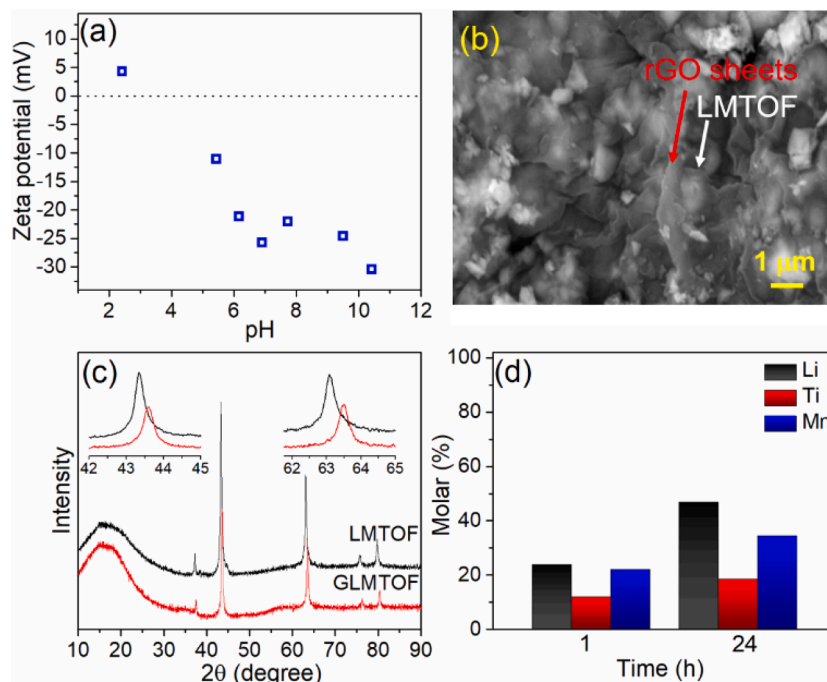 (a)
Zeta potential (mV)
10
5
0
-5
-10
-15
-20
-25
-30
0 2 4 6 8 10 12
pH
(b)
rGO sheets
LMTOF
1 μm
(c)
Intensity
42 43 44 45
62 63 64 65
LMTOF
GLMTOF
10 20 30 40 50 60 70 80 90
2θ (degree)
(d)
Li
Ti
Mn
Molar (%)
100
80
60
40
20
0
1 24
Time (h)